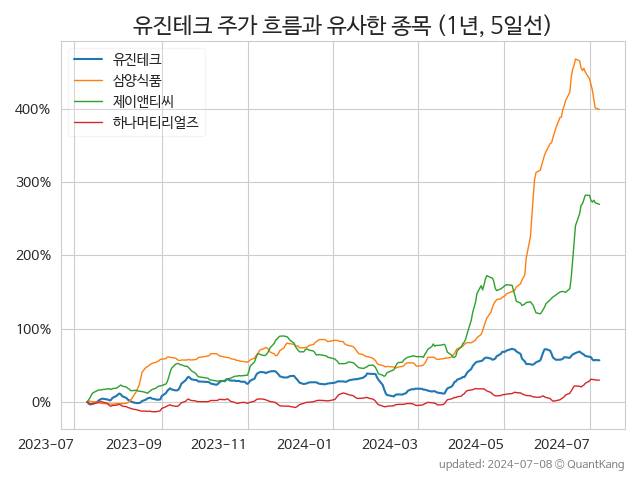 유진테크 주가 흐름과 유사한 종목 (1년, 5일선)
유진테크
삼양식품
제이앤티씨
하나머티리얼즈
400%
300%
200%
100%
0%
2023-07 2023-09 2023-11 2024-01 2024-03 2024-05 2024-07
updated: 2024-07-08 © QuantKang